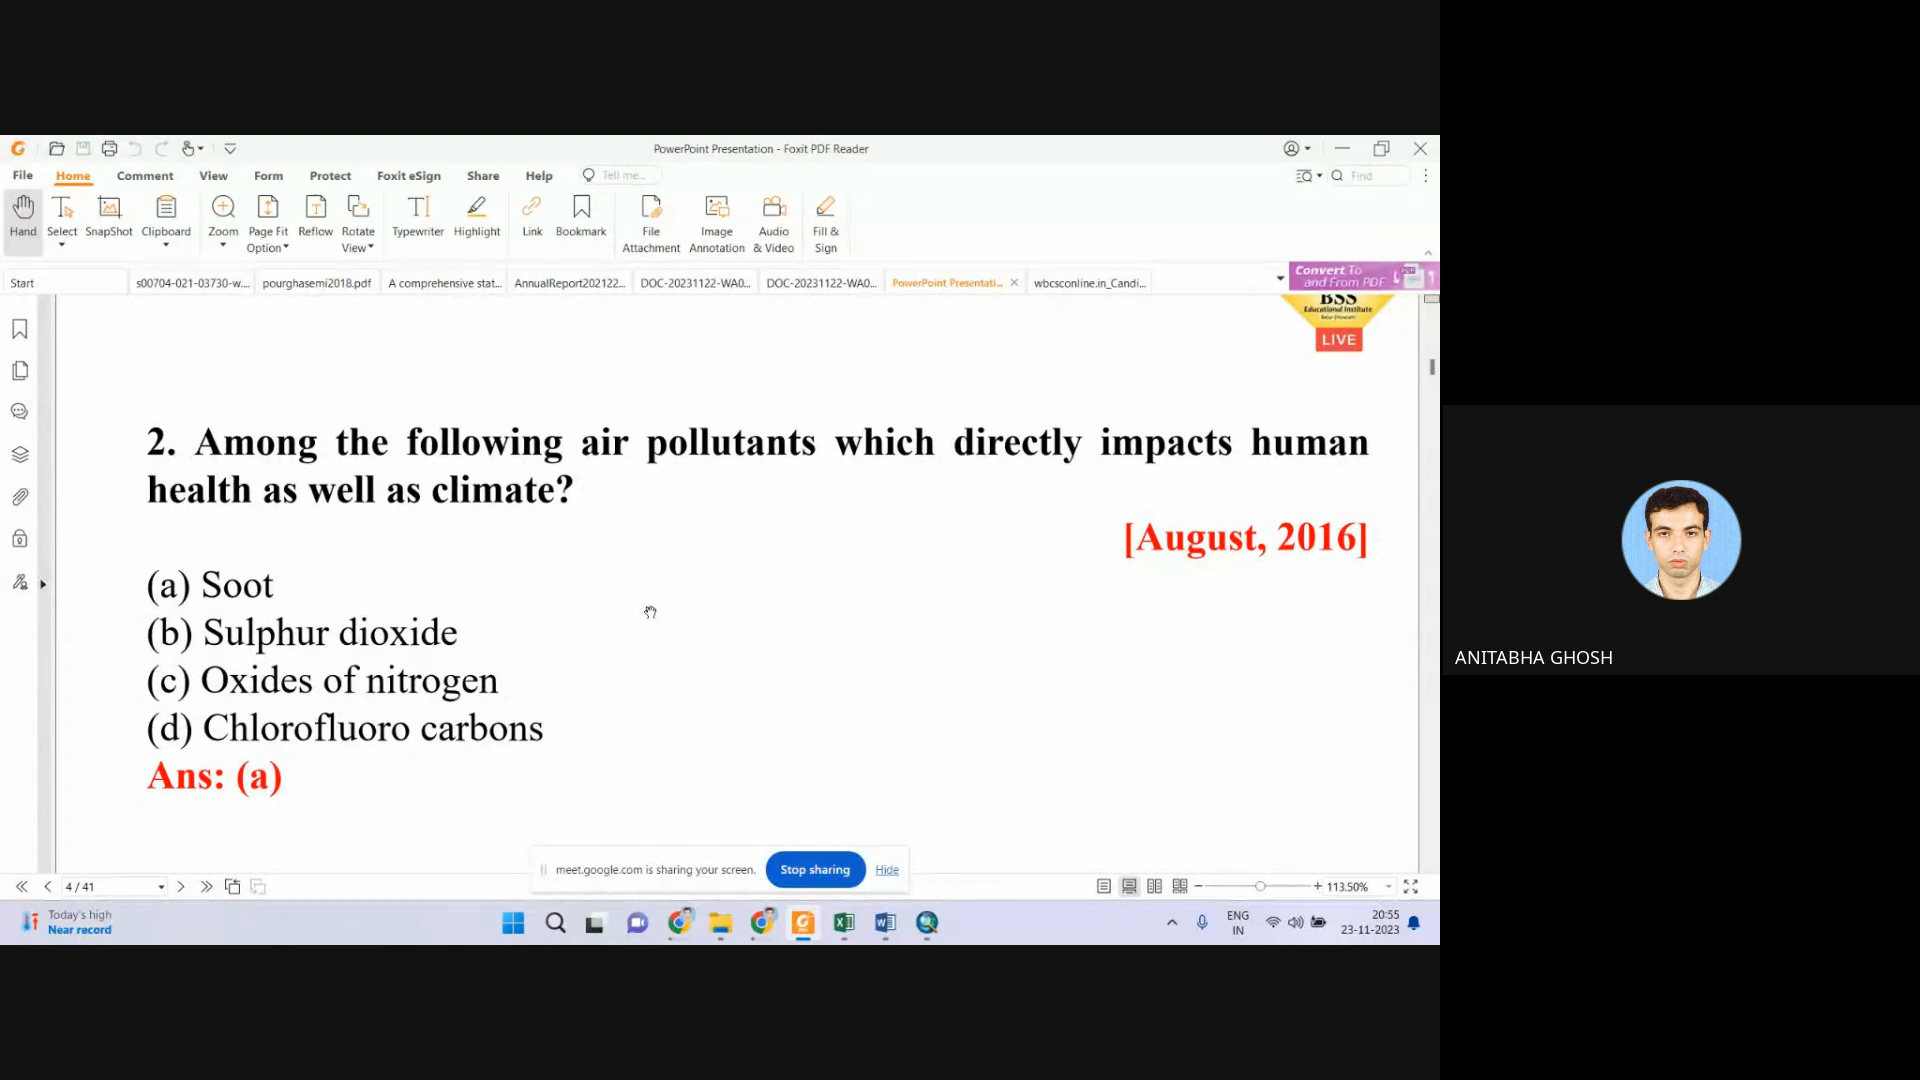 PowerPoint Presentation - Foxit PDF Reader
File Home Comment View Form Protect Foxit eSign Share Help Tell me... Find
Hand Select SnapShot Clipboard Zoom Page Fit Option Reflow Rotate View Typewriter Highlight Link Bookmark File Attachment Image Annotation Audio & Video Fill & Sign
Start s00704-021-03730-w... pourghasemi2018.pdf A comprehensive stat... AnnualReport202122... DOC-20231122-WA0... DOC-20231122-WA0... PowerPoint Presentati... wbcsconline.in_Candi...
Convert To
and From PDF
BSS
Educational Institute
LIVE
2. Among the following air pollutants which directly impacts human
health as well as climate?
[August, 2016]
(a) Soot
(b) Sulphur dioxide
(c) Oxides of nitrogen
(d) Chlorofluoro carbons
Ans: (a)
ANITABHA GHOSH
meet.google.com is sharing your screen. Stop sharing Hide
4 / 41 113.50%
Today's high
Near record
ENG
IN
20:55
23-11-2023